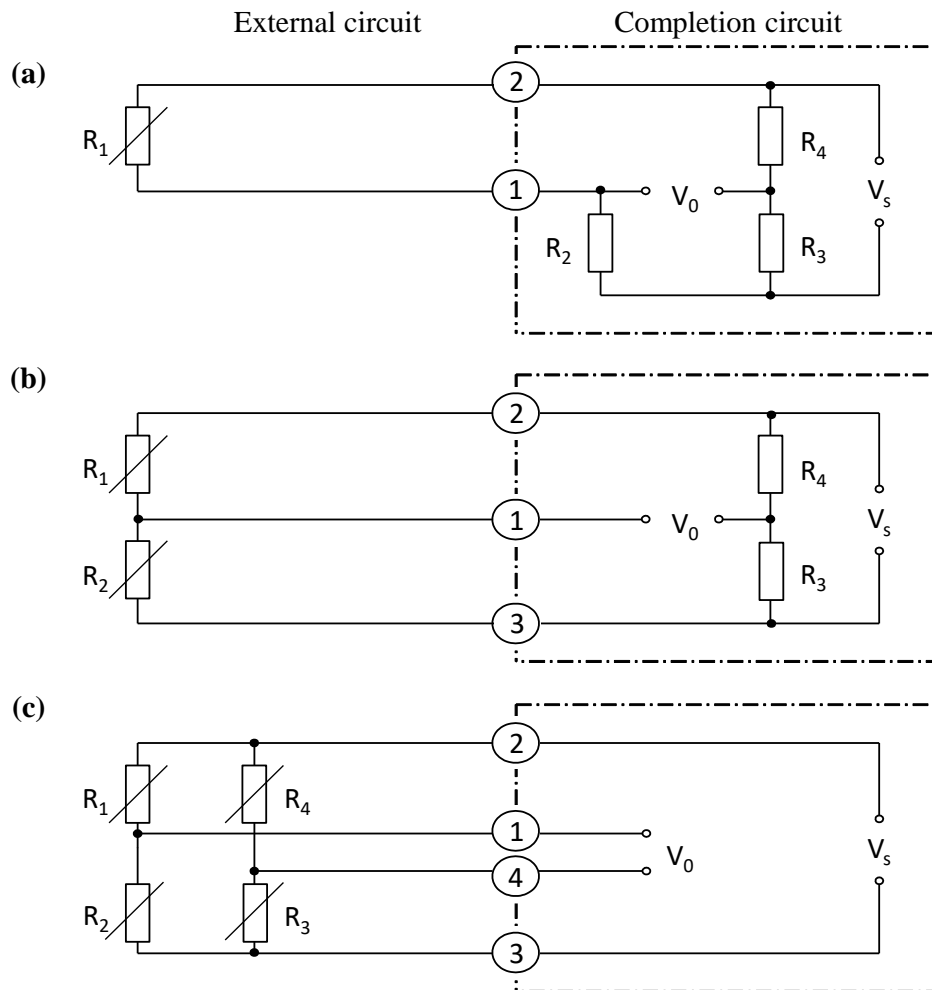 External circuit Completion circuit
(a)
2
R1
R4
1
V0
Vs
R2
R3
(b)
2
R1
R4
1
V0
Vs
R2
R3
3
(c)
2
R1
R4
1
V0
Vs
4
R2
R3
3